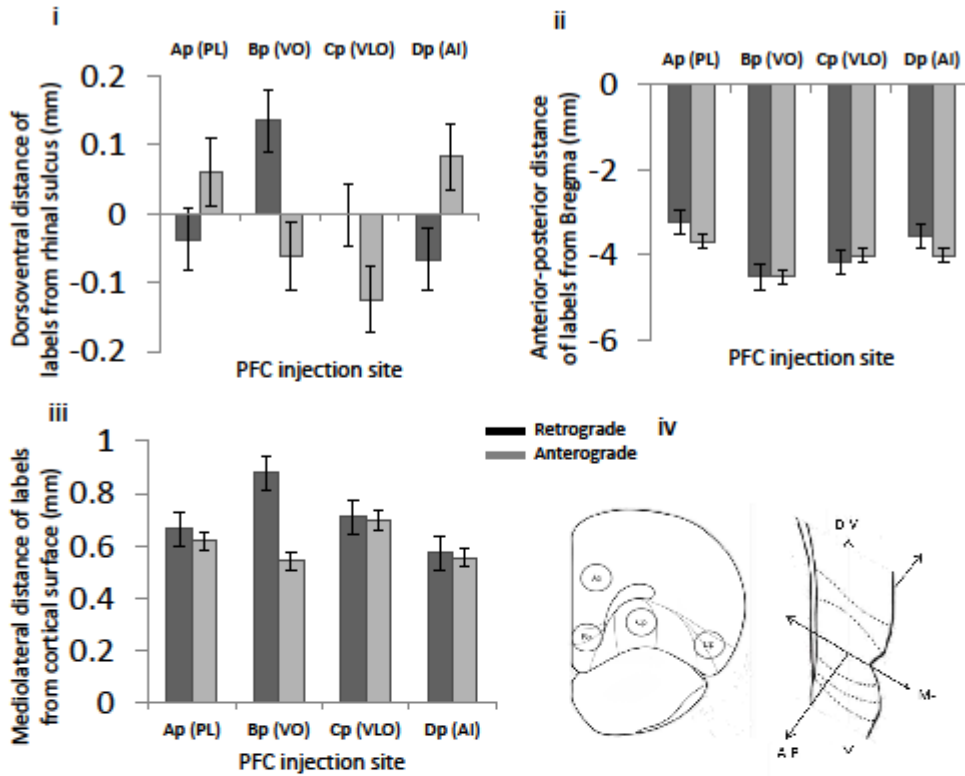 i
Ap (PL) Bp (VO) Cp (VLO) Dp (AI)
Dorsoventral distance of
labels from rhinal sulcus (mm)
0.2
0.1
0
-0.1
-0.2
PFC injection site
ii
Ap (PL) Bp (VO) Cp (VLO) Dp (AI)
Anterior-posterior distance
of labels from Bregma (mm)
0
-2
-4
-6
PFC injection site
iii
Mediolateral distance of labels
from cortical surface (mm)
1
0.8
0.6
0.4
0.2
0
Ap (PL) Bp (VO) Cp (VLO) Dp (AI)
PFC injection site
Retrograde
Anterograde
iv
Cp
D V
A P